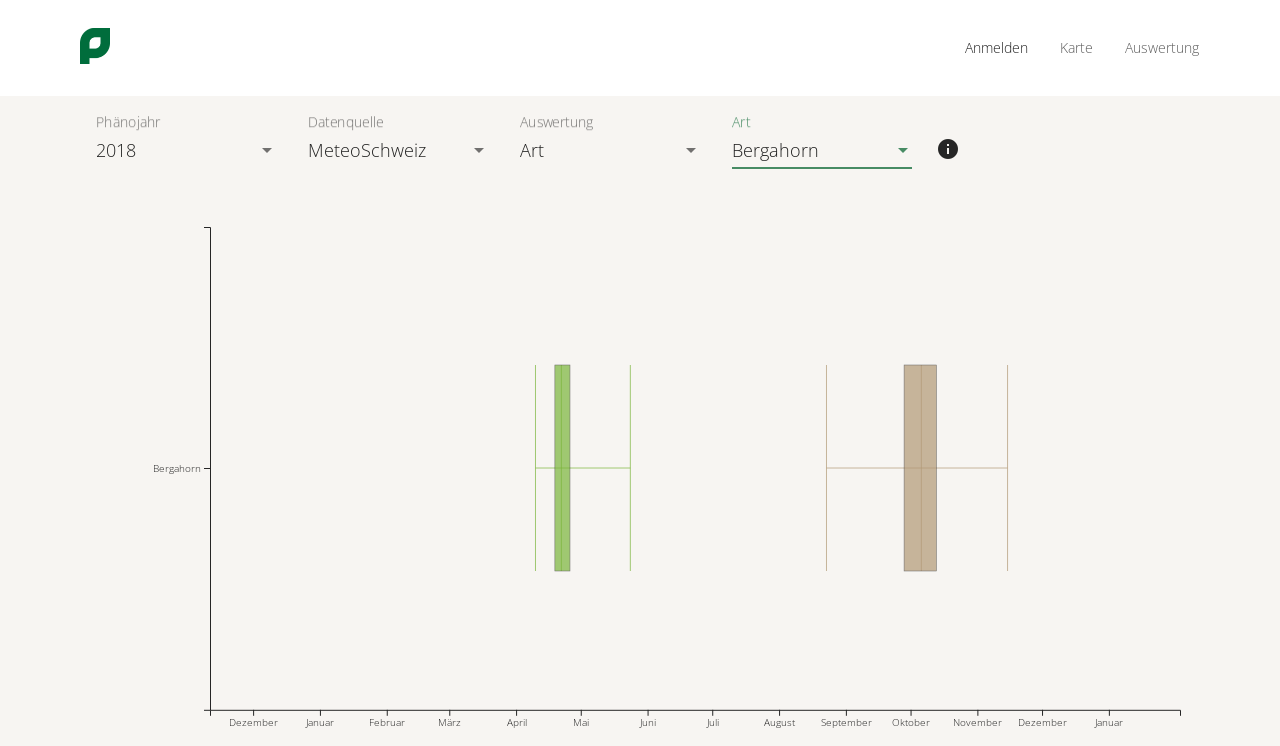 Anmelden Karte Auswertung
Phänojahr Datenquelle Auswertung Art
2018 MeteoSchweiz Art Bergahorn
Bergahorn
Dezember Januar Februar März April Mai Juni Juli August September Oktober November Dezember Januar